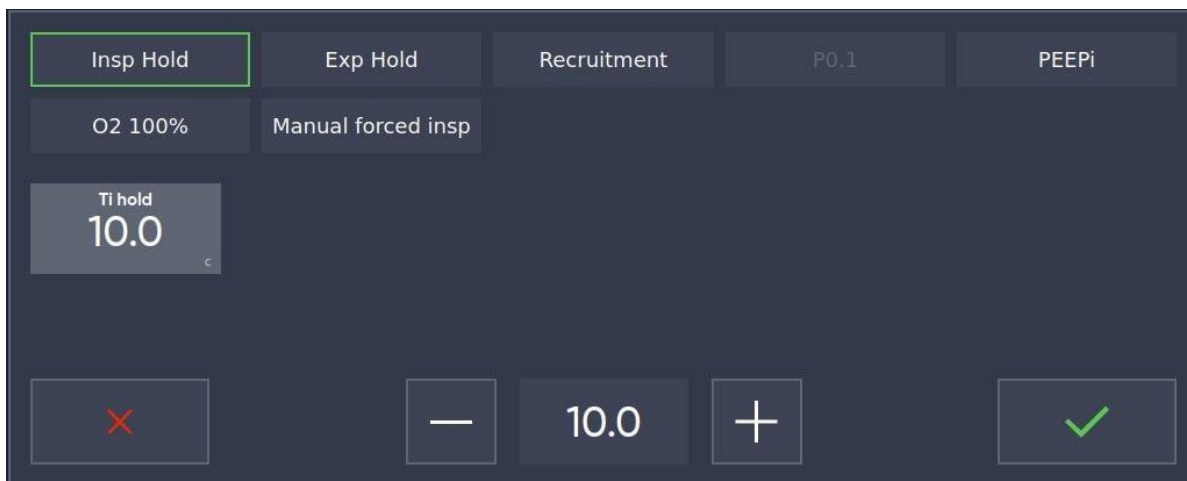 Insp Hold Exp Hold Recruitment P0.1 PEEPi
O2 100% Manual forced insp
Ti hold
10.0
c
10.0